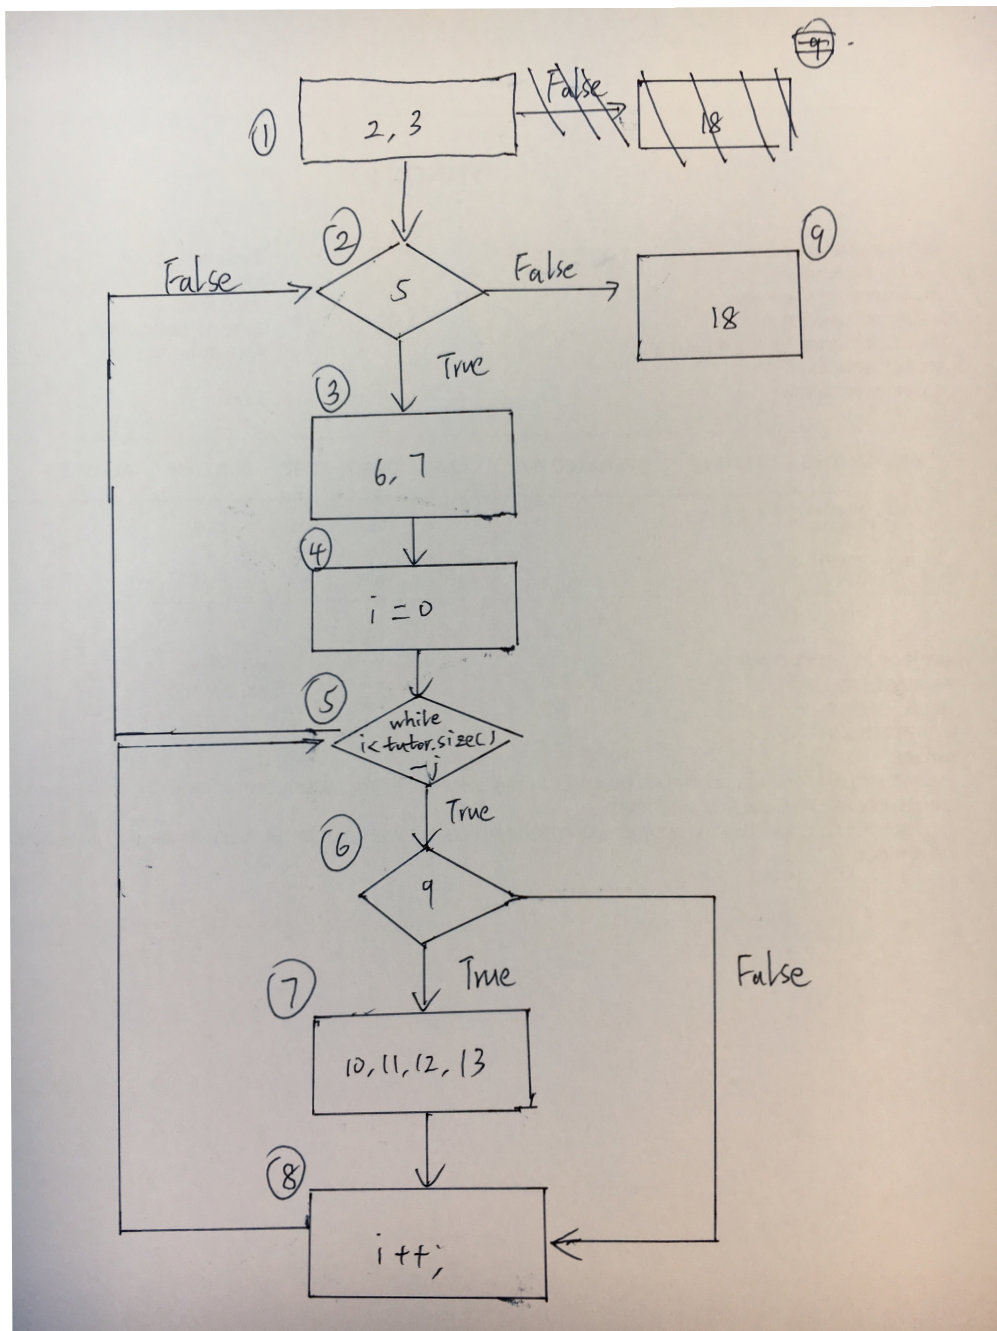 9
① 2, 3 False 18
② 5 False 18 ⑨
False
True
③ 6, 7
④ i = 0
⑤ while
i < tutor.size()
- j
True
⑥ 9
True
False
⑦ 10, 11, 12, 13
⑧ i ++;